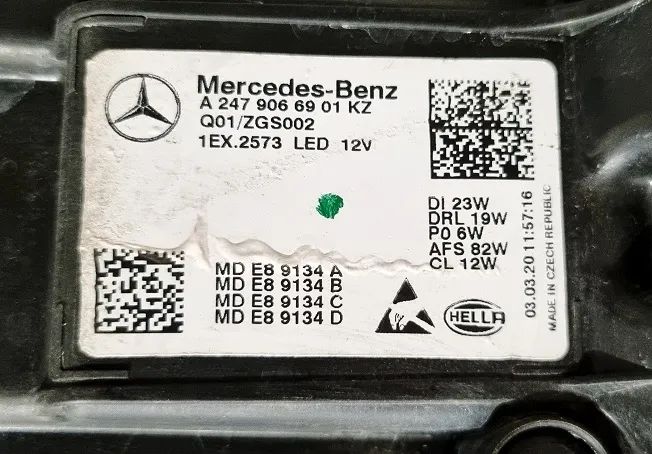 Mercedes-Benz
A 247 906 69 01 KZ
Q01/ZGS002
1EX.2573 LED 12V
DI 23W
DRL 19W
PO 6W
AFS 82W
CL 12W
MD E8 9134 A
MD E8 9134 B
MD E8 9134 C
MD E8 9134 D
HELLA
03.03.20 11:57:16
MADE IN CZECH REPUBLIC